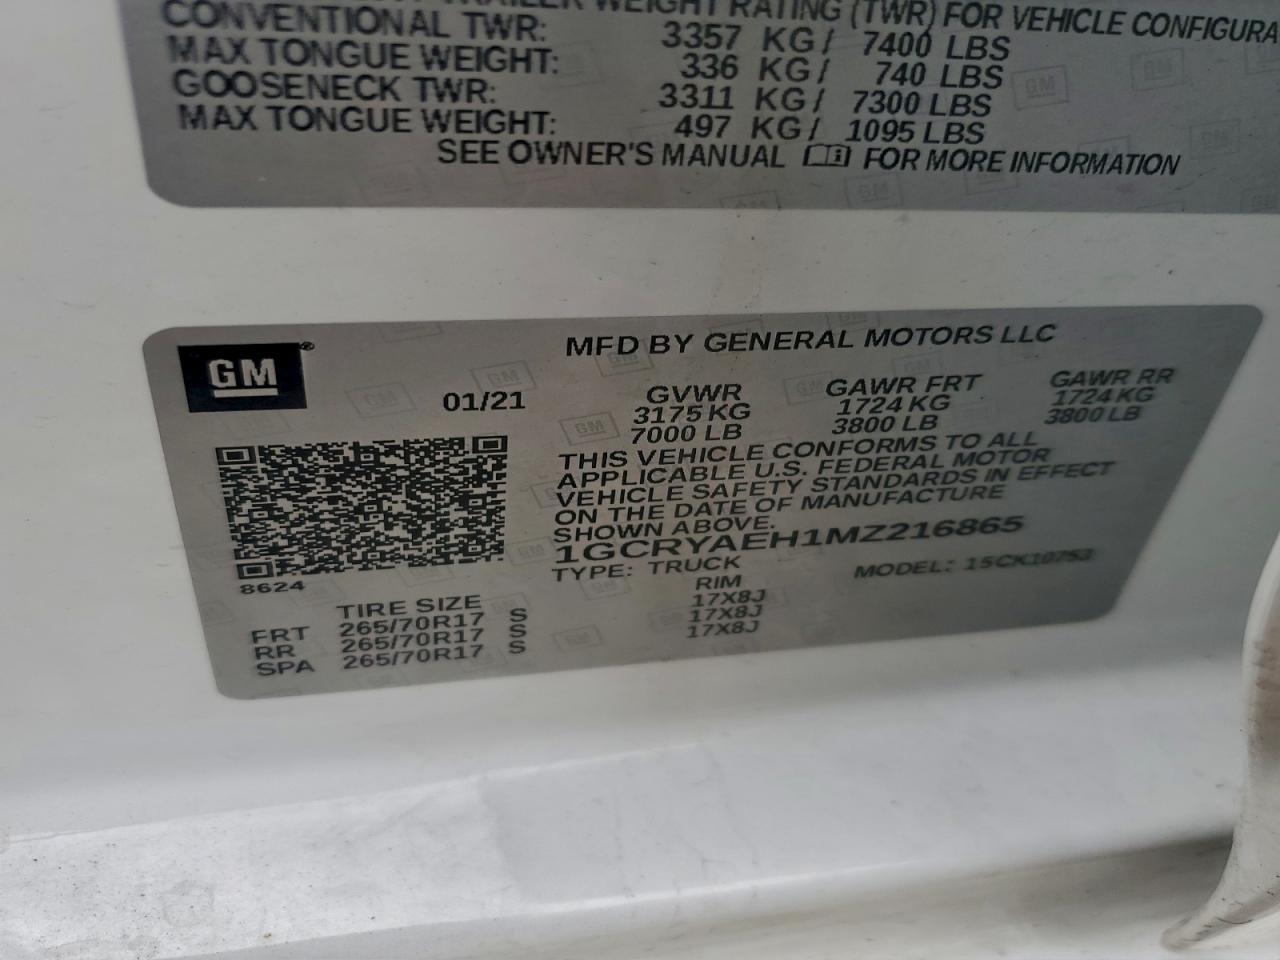 TRAILER WEIGHT RATING (TWR) FOR VEHICLE CONFIGURA
CONVENTIONAL TWR: 3357 KG / 7400 LBS
MAX TONGUE WEIGHT: 336 KG / 740 LBS
GOOSENECK TWR: 3311 KG / 7300 LBS
MAX TONGUE WEIGHT: 497 KG / 1095 LBS
SEE OWNER'S MANUAL FOR MORE INFORMATION
GM®
MFD BY GENERAL MOTORS LLC
01/21
GVWR GAWR FRT GAWR RR
3175 KG 1724 KG 1724 KG
7000 LB 3800 LB 3800 LB
THIS VEHICLE CONFORMS TO ALL
APPLICABLE U.S. FEDERAL MOTOR
VEHICLE SAFETY STANDARDS IN EFFECT
ON THE DATE OF MANUFACTURE
SHOWN ABOVE.
1GCRYAEH1MZ216865
TYPE: TRUCK MODEL: 15CK10753
8624
TIRE SIZE RIM
FRT 265/70R17 S 17X8J
RR 265/70R17 S 17X8J
SPA 265/70R17 S 17X8J